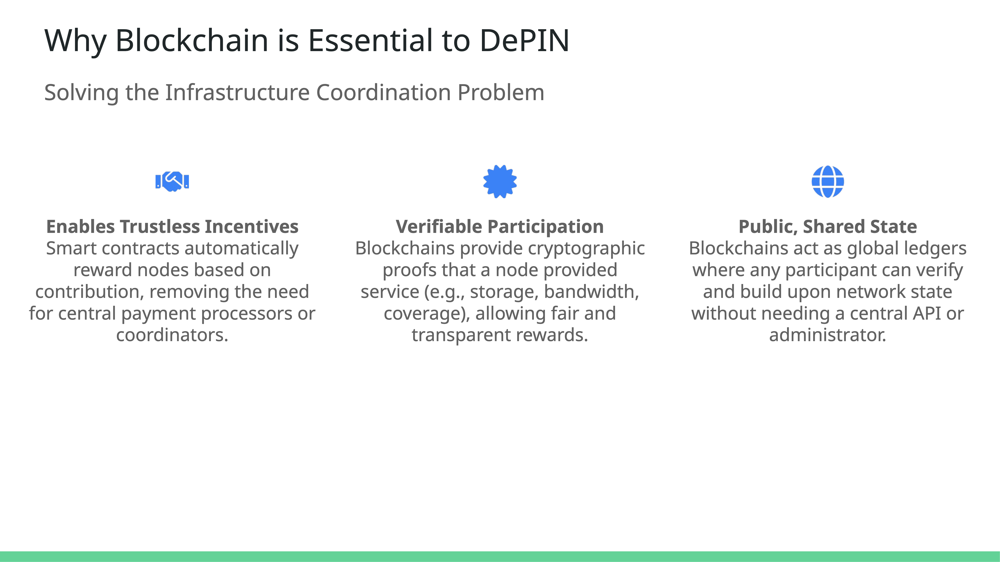 Why Blockchain is Essential to DePIN
Solving the Infrastructure Coordination Problem
Enables Trustless Incentives
Smart contracts automatically
reward nodes based on
contribution, removing the need
for central payment processors or
coordinators.
Verifiable Participation
Blockchains provide cryptographic
proofs that a node provided
service (e.g., storage, bandwidth,
coverage), allowing fair and
transparent rewards.
Public, Shared State
Blockchains act as global ledgers
where any participant can verify
and build upon network state
without needing a central API or
administrator.